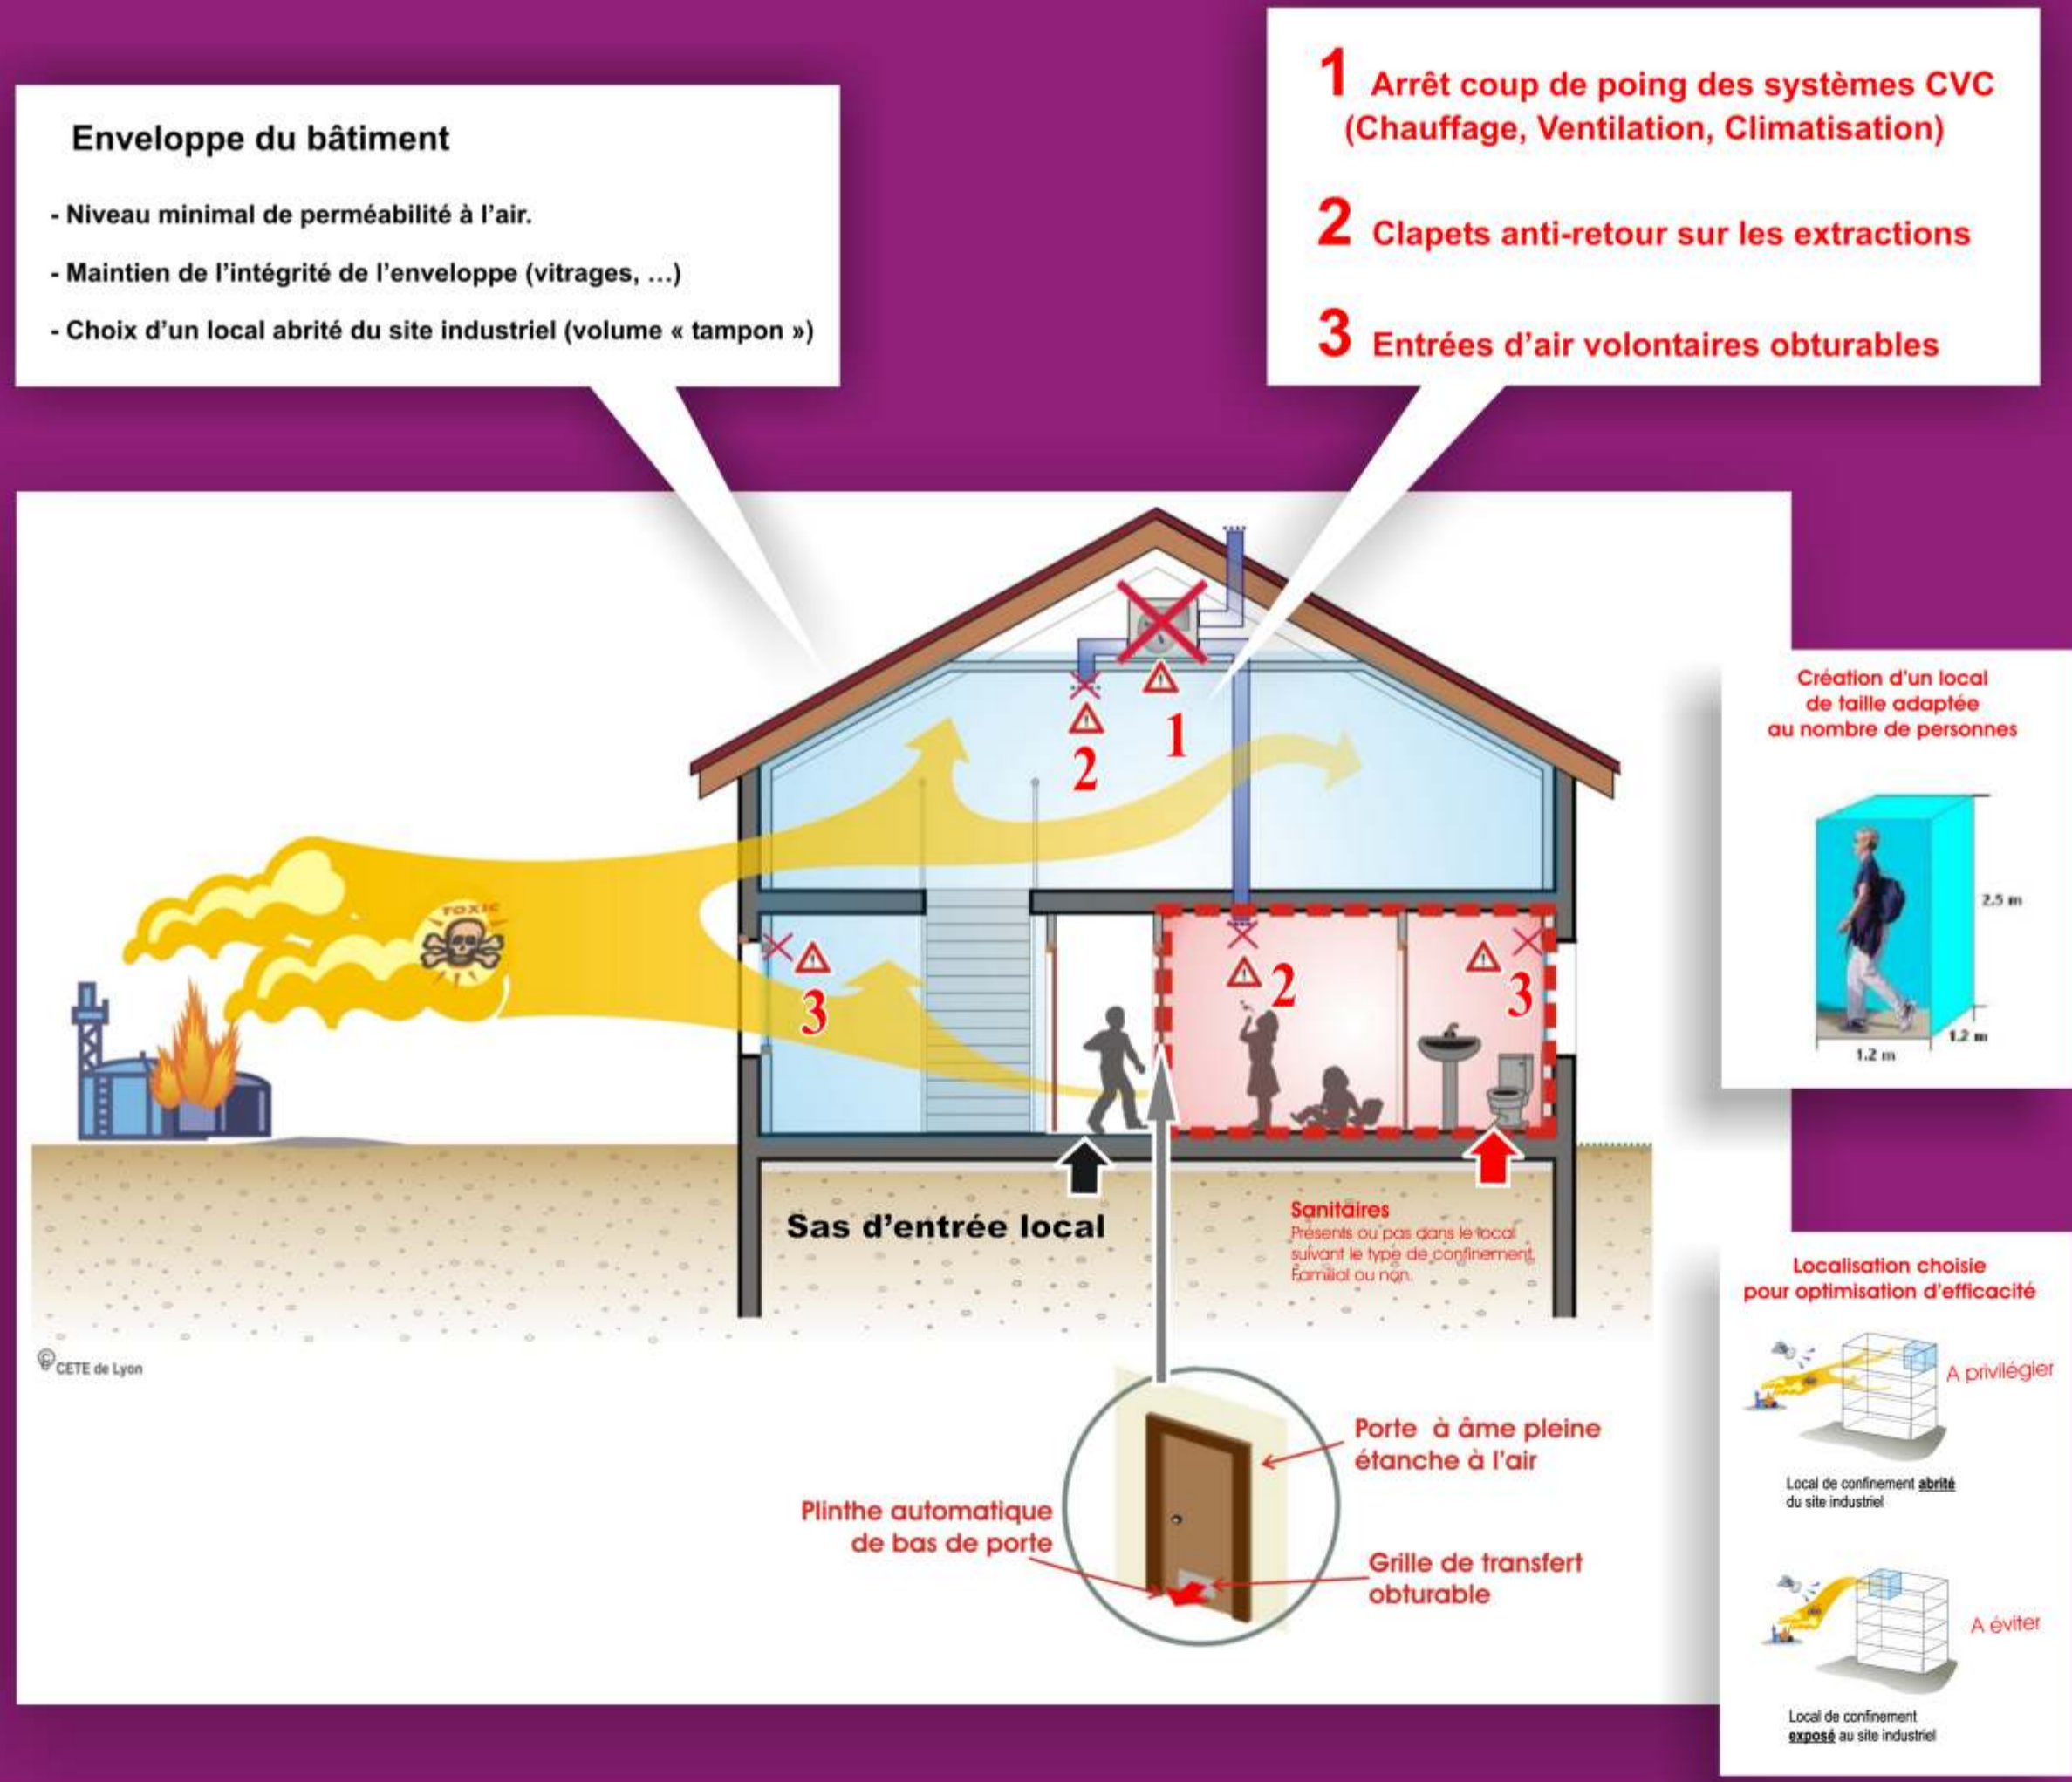 Enveloppe du bâtiment
- Niveau minimal de perméabilité à l'air.
- Maintien de l'intégrité de l'enveloppe (vitrages, ...)
- Choix d'un local abrité du site industriel (volume « tampon »)
1 Arrêt coup de poing des systèmes CVC
(Chauffage, Ventilation, Climatisation)
2 Clapets anti-retour sur les extractions
3 Entrées d'air volontaires obturables
1
2
TOXIC
3
2
3
Sas d'entrée local
Sanitaires
Présents ou pas dans le local
suivant le type de confinement.
Familial ou non.
© CETE de Lyon
Porte à âme pleine
étanche à l'air
Plinthe automatique
de bas de porte
Grille de transfert
obturable
Création d'un local
de taille adaptée
au nombre de personnes
2.5 m
1.2 m
1.2 m
Localisation choisie
pour optimisation d'efficacité
A privilégier
Local de confinement abrité
du site industriel
A éviter
Local de confinement
exposé au site industriel